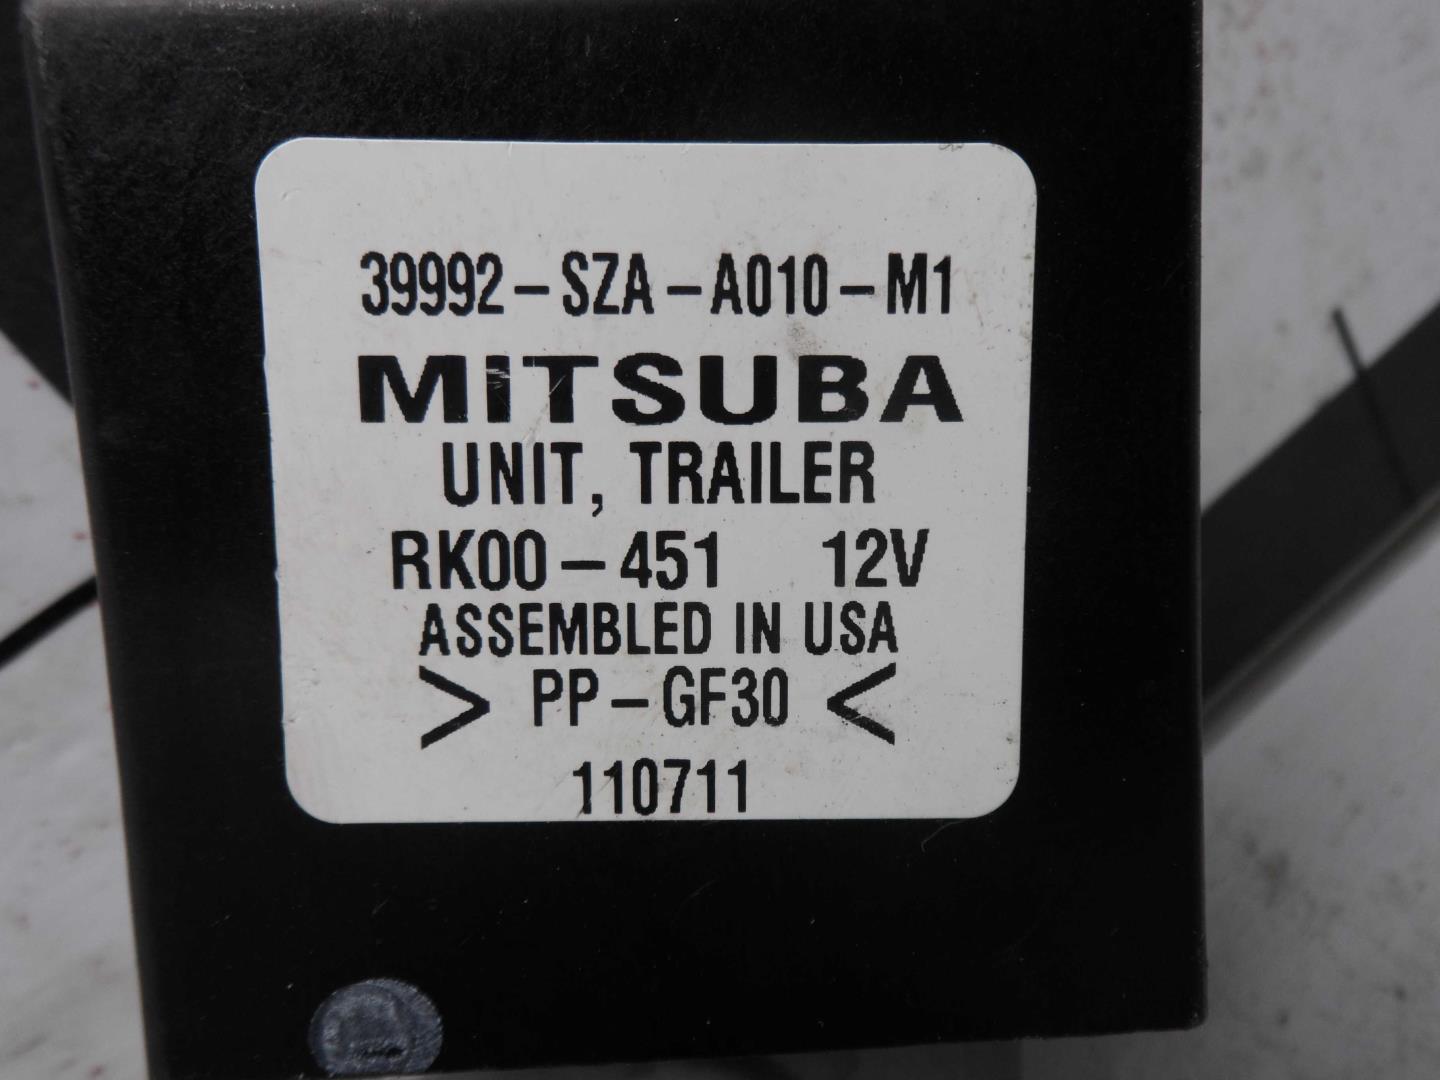 39992-SZA-A010-M1
MITSUBA
UNIT, TRAILER
RK00-451 12V
ASSEMBLED IN USA
> PP-GF30 <
110711